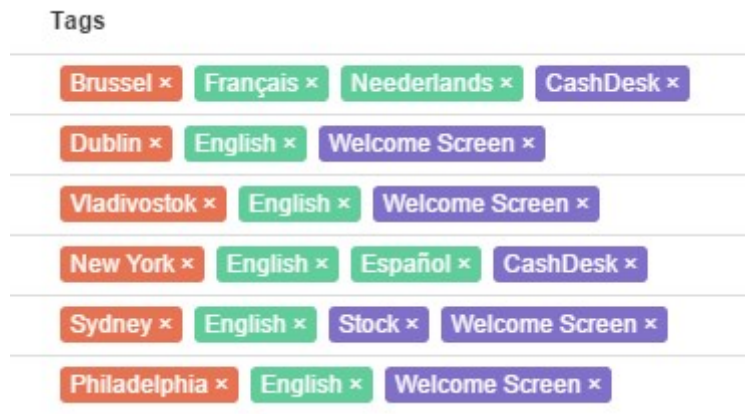 Tags
Brussel × Français × Neederlands × CashDesk ×
Dublin × English × Welcome Screen ×
Vladivostok × English × Welcome Screen ×
New York × English × Español × CashDesk ×
Sydney × English × Stock × Welcome Screen ×
Philadelphia × English × Welcome Screen ×